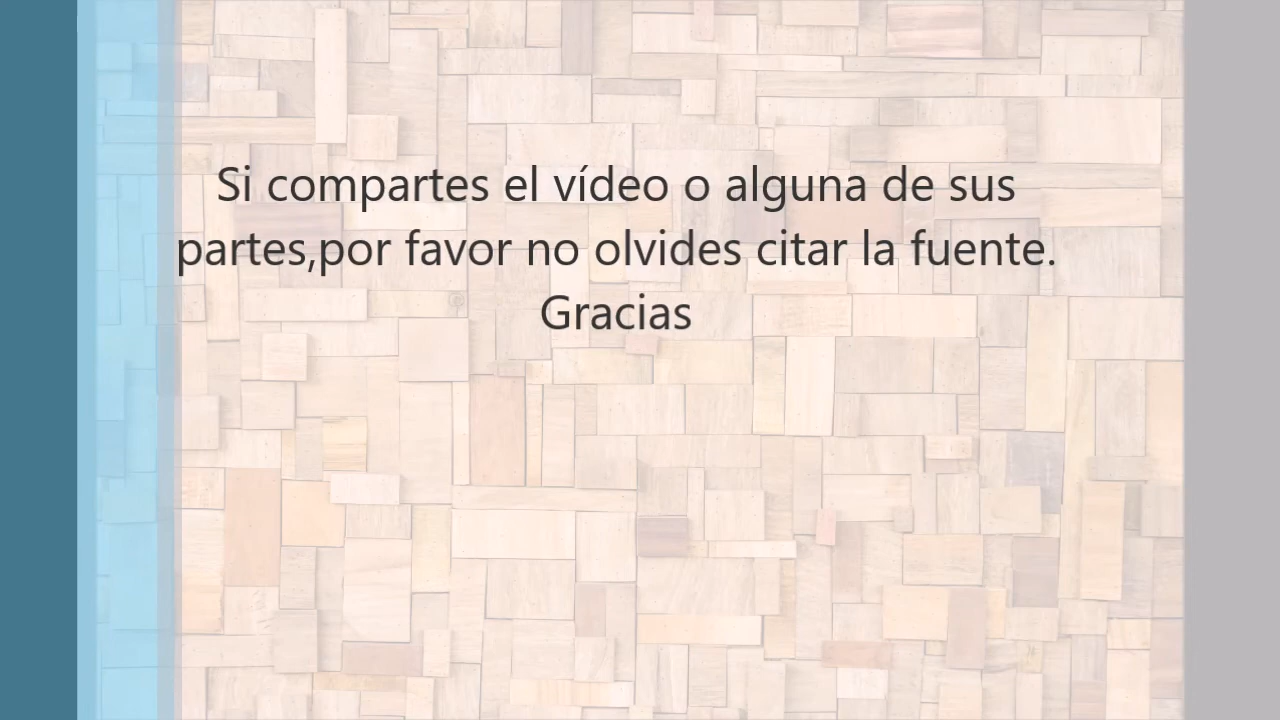 Si compartes el vídeo o alguna de sus
partes,por favor no olvides citar la fuente.
Gracias